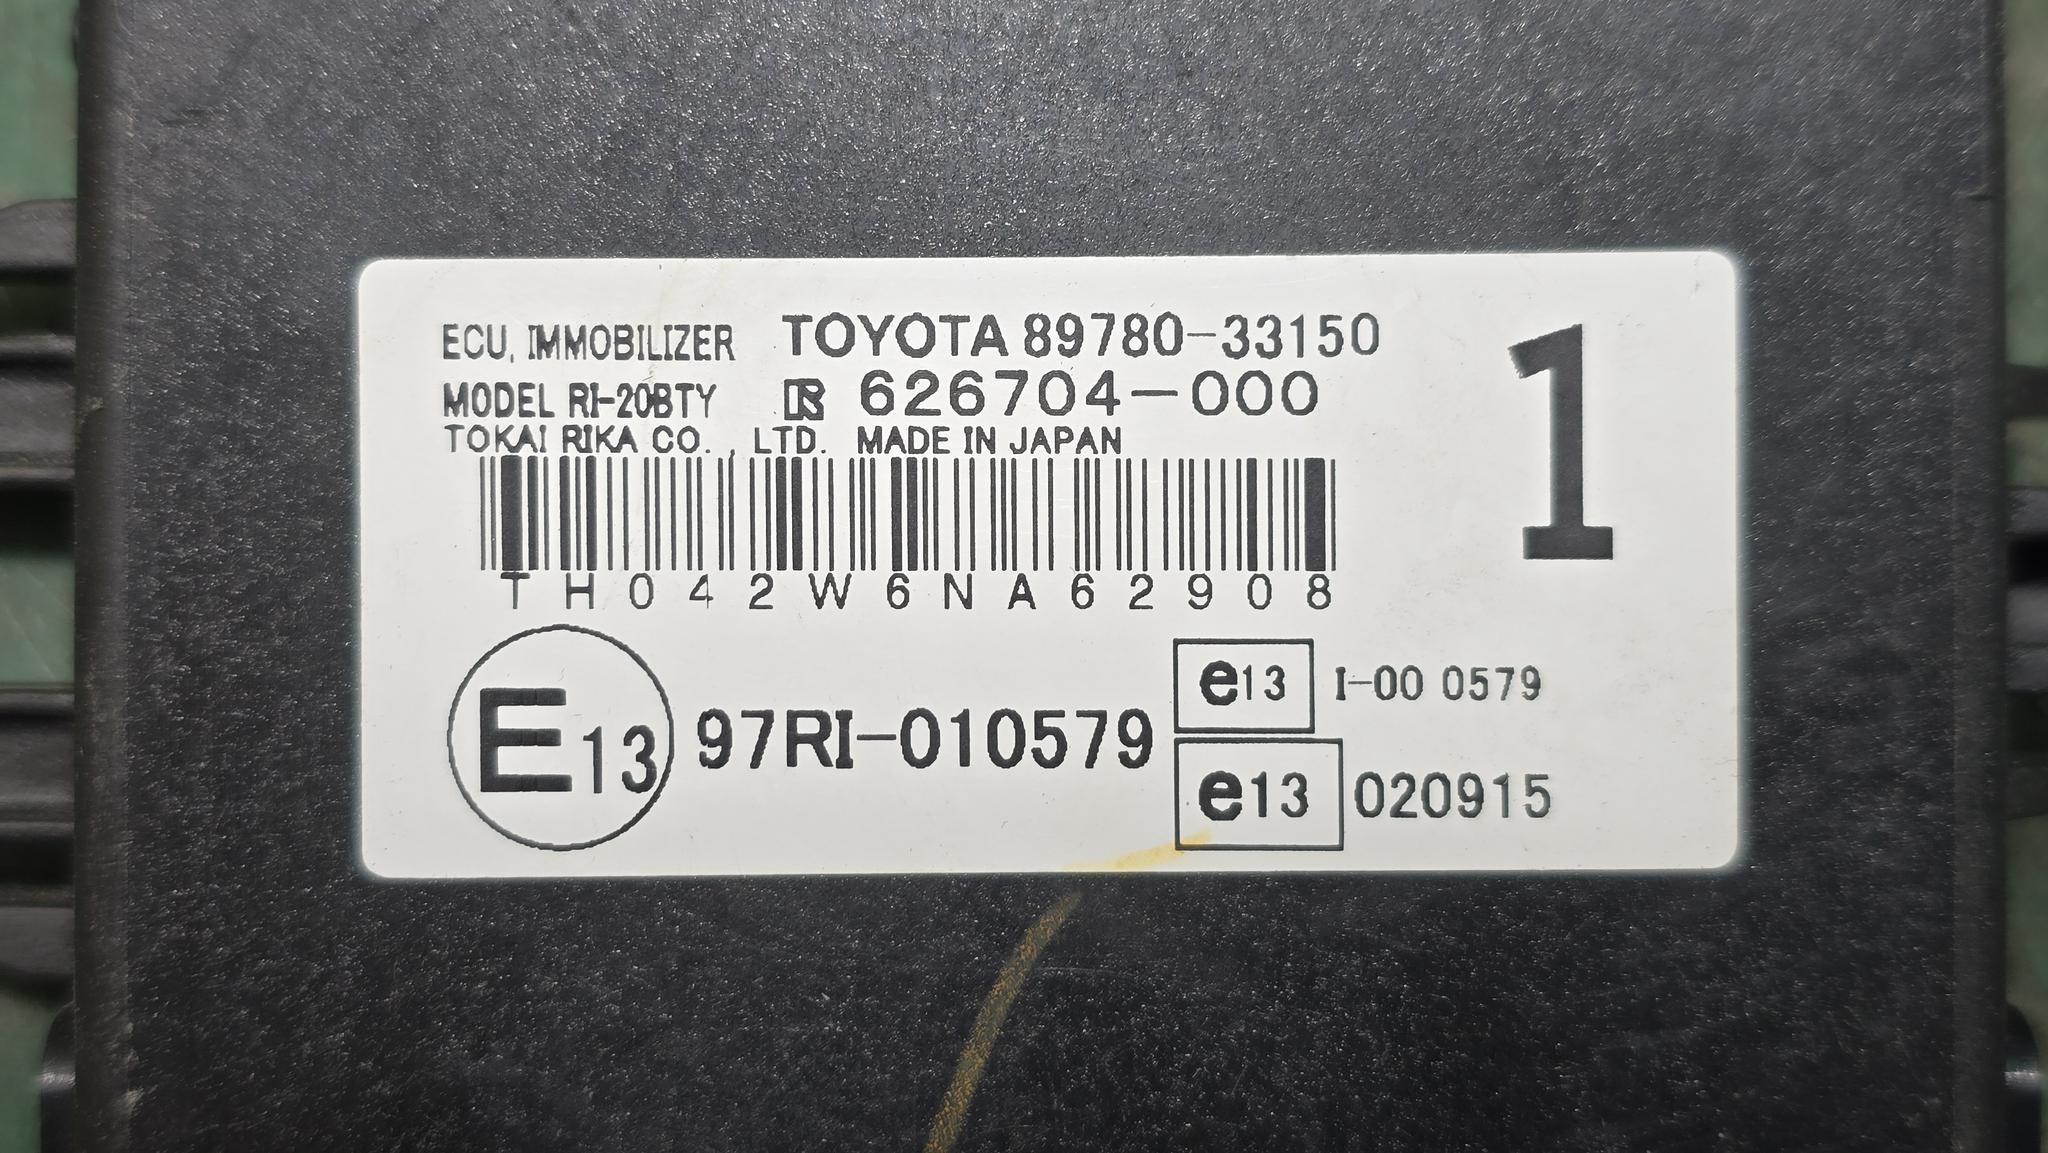 ECU, IMMOBILIZER TOYOTA 89780-33150
MODEL RI-20BTY 626704-000
TOKAI RIKA CO., LTD. MADE IN JAPAN
1
TH042W6NA62908
E13 97RI-010579
e13 I-00 0579
e13 020915